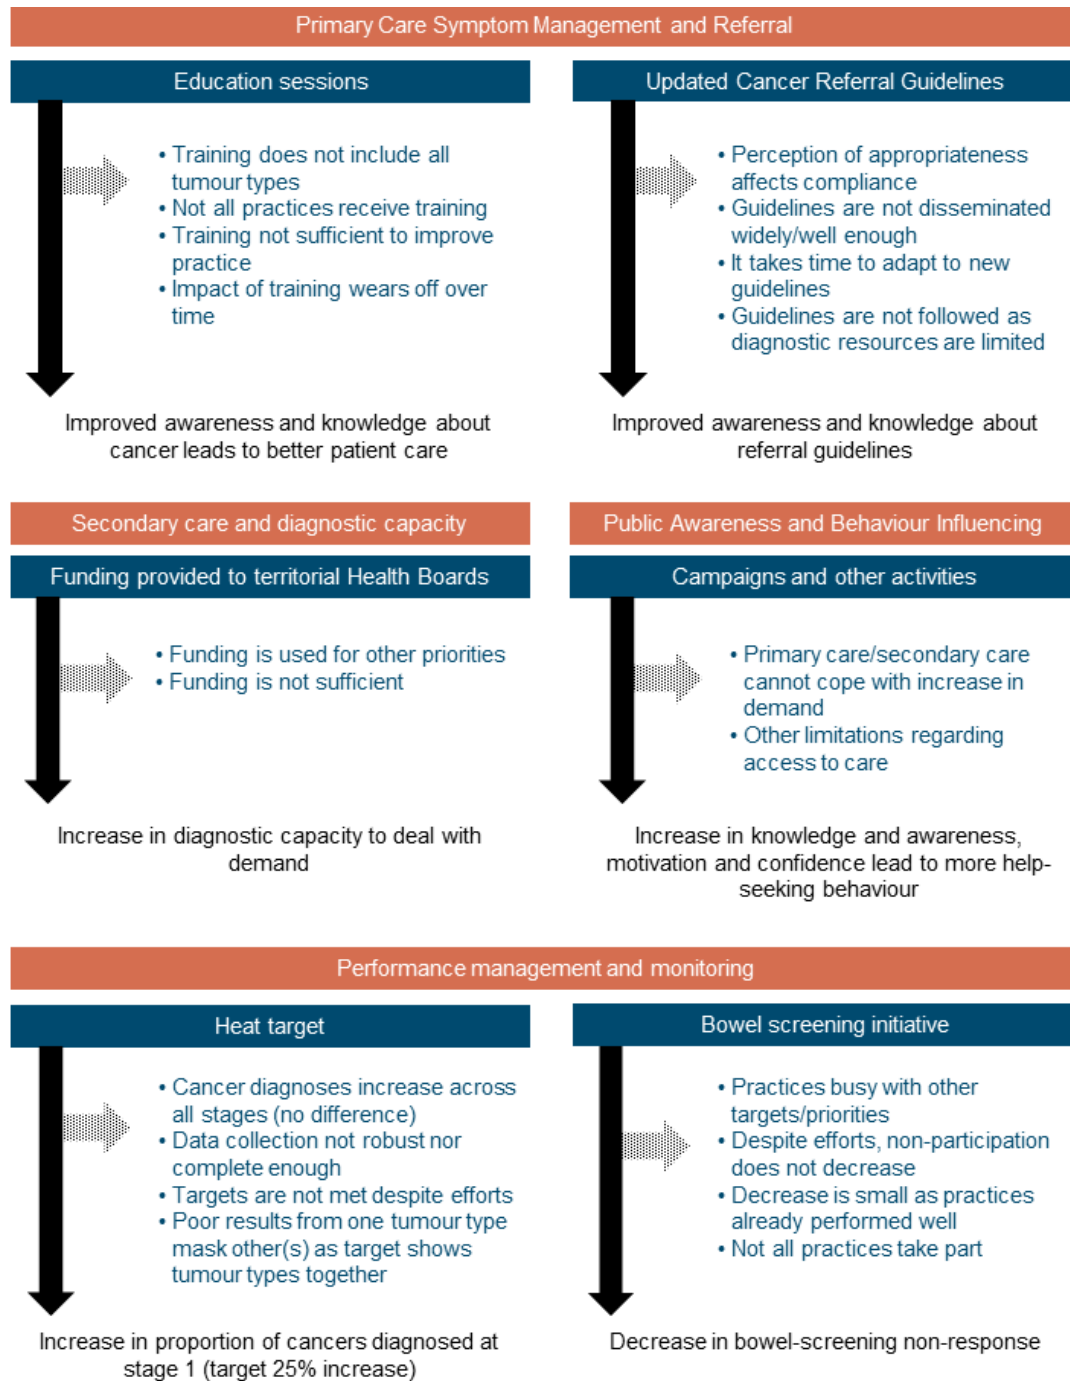 Primary Care Symptom Management and Referral
Education sessions
• Training does not include all
tumour types
• Not all practices receive training
• Training not sufficient to improve
practice
• Impact of training wears off over
time
Improved awareness and knowledge about
cancer leads to better patient care
Updated Cancer Referral Guidelines
• Perception of appropriateness
affects compliance
• Guidelines are not disseminated
widely/well enough
• It takes time to adapt to new
guidelines
• Guidelines are not followed as
diagnostic resources are limited
Improved awareness and knowledge about
referral guidelines
Secondary care and diagnostic capacity
Funding provided to territorial Health Boards
• Funding is used for other priorities
• Funding is not sufficient
Increase in diagnostic capacity to deal with
demand
Public Awareness and Behaviour Influencing
Campaigns and other activities
• Primary care/secondary care
cannot cope with increase in
demand
• Other limitations regarding
access to care
Increase in knowledge and awareness,
motivation and confidence lead to more help-
seeking behaviour
Performance management and monitoring
Heat target
• Cancer diagnoses increase across
all stages (no difference)
• Data collection not robust nor
complete enough
• Targets are not met despite efforts
• Poor results from one tumour type
mask other(s) as target shows
tumour types together
Increase in proportion of cancers diagnosed at
stage 1 (target 25% increase)
Bowel screening initiative
• Practices busy with other
targets/priorities
• Despite efforts, non-participation
does not decrease
• Decrease is small as practices
already performed well
• Not all practices take part
Decrease in bowel-screening non-response